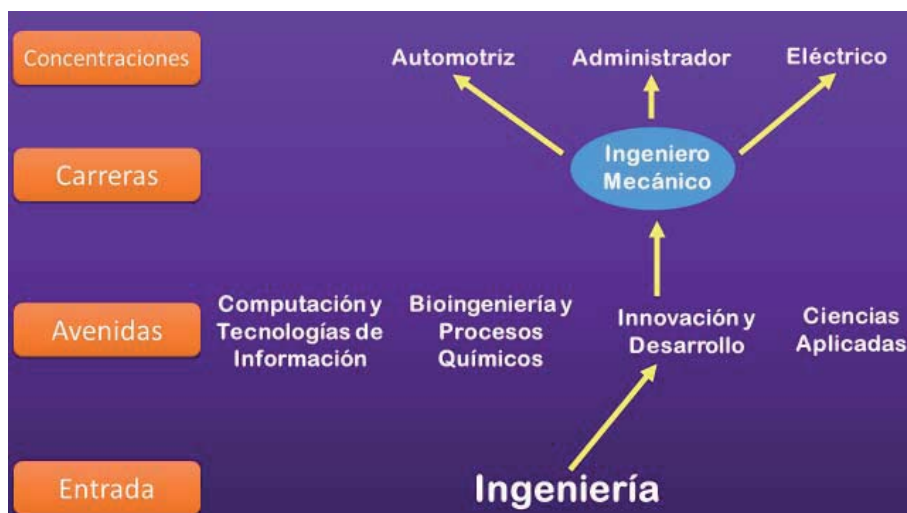 Concentraciones
Automotriz
Administrador
Eléctrico
Carreras
Ingeniero
Mecánico
Avenidas
Computación y
Tecnologías de
Información
Bioingeniería y
Procesos
Químicos
Innovación y
Desarrollo
Ciencias
Aplicadas
Entrada
Ingeniería